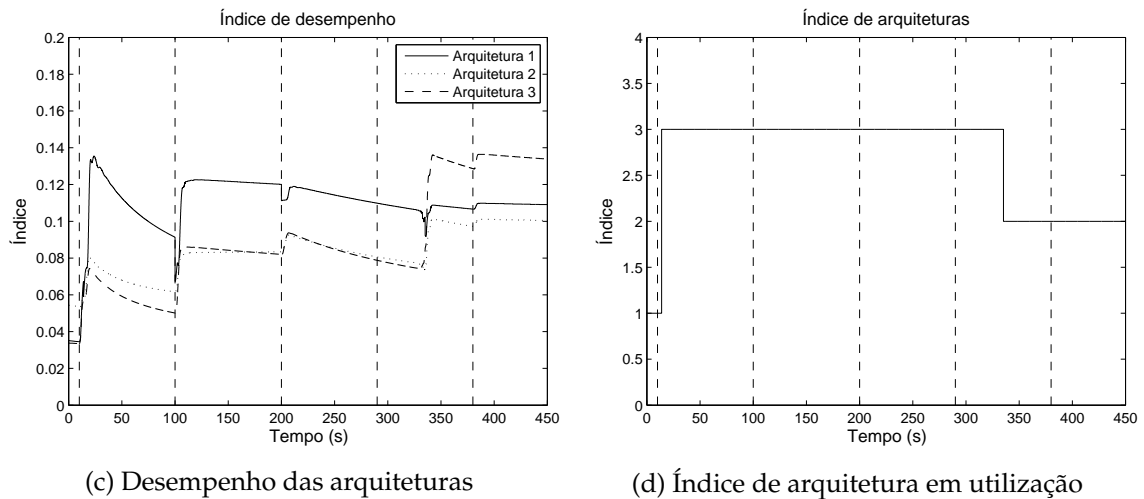 Índice de desempenho
0.2
0.18
0.16
0.14
0.12
0.1
0.08
0.06
0.04
0.02
0
Índice
Arquitetura 1
Arquitetura 2
Arquitetura 3
0 50 100 150 200 250 300 350 400 450
Tempo (s)
(c) Desempenho das arquiteturas
Índice de arquiteturas
4
3.5
3
2.5
2
1.5
1
0.5
0
Índice
0 50 100 150 200 250 300 350 400 450
Tempo (s)
(d) Índice de arquitetura em utilização